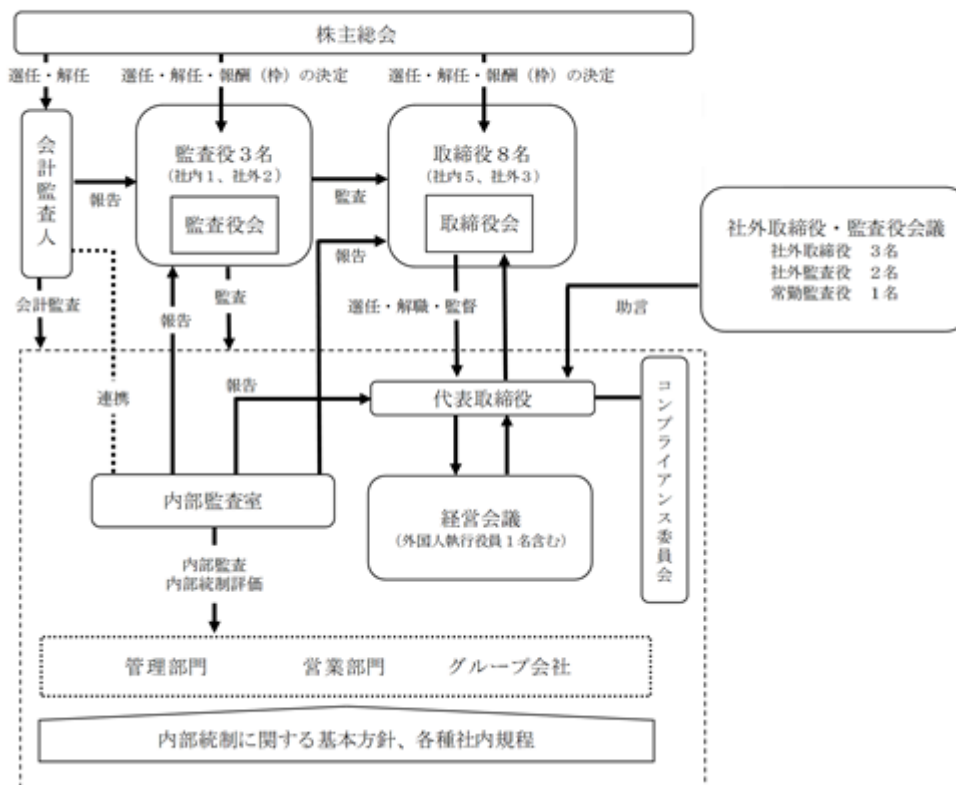 株主総会
選任・解任
選任・解任・報酬（枠）の決定
選任・解任・報酬（枠）の決定
会計監査人
報告
監査役３名
（社内１、社外２）
監査役会
監査
取締役８名
（社内５、社外３）
取締役会
社外取締役・監査役会議
社外取締役　３名
社外監査役　２名
常勤監査役　１名
会計監査
報告
監査
報告
選任・解職・監督
助言
連携
報告
代表取締役
コンプライアンス委員会
内部監査室
経営会議
（外国人執行役員１名含む）
内部監査
内部統制評価
管理部門
営業部門
グループ会社
内部統制に関する基本方針、各種社内規程